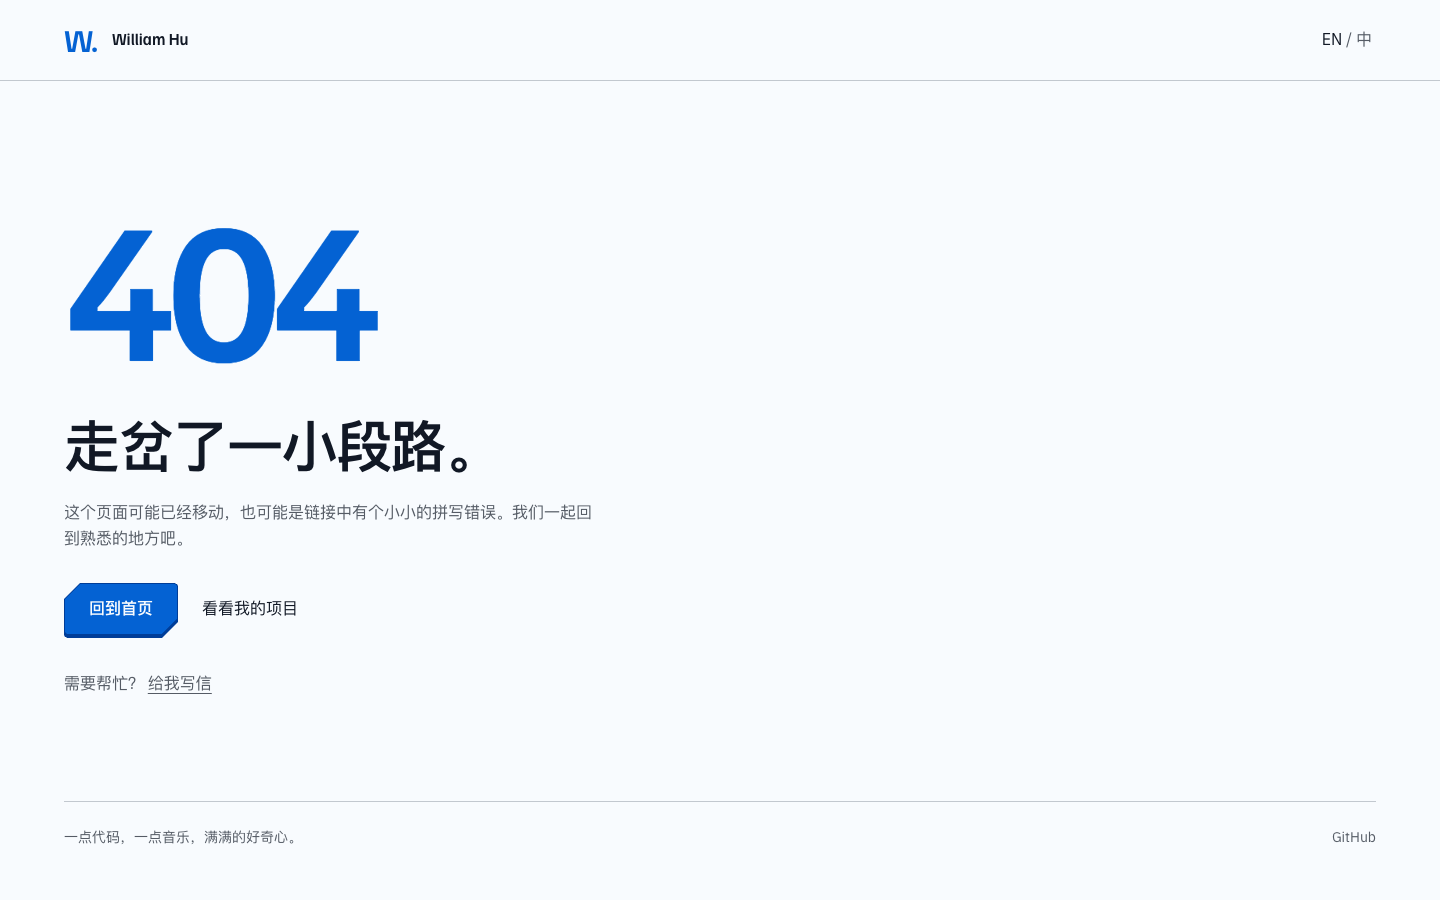 W. William Hu
EN / 中
404
走岔了一小段路。
这个页面可能已经移动，也可能是链接中有个小小的拼写错误。我们一起回
到熟悉的地方吧。
回到首页
看看我的项目
需要帮忙？ 给我写信
一点代码，一点音乐，满满的好奇心。
GitHub